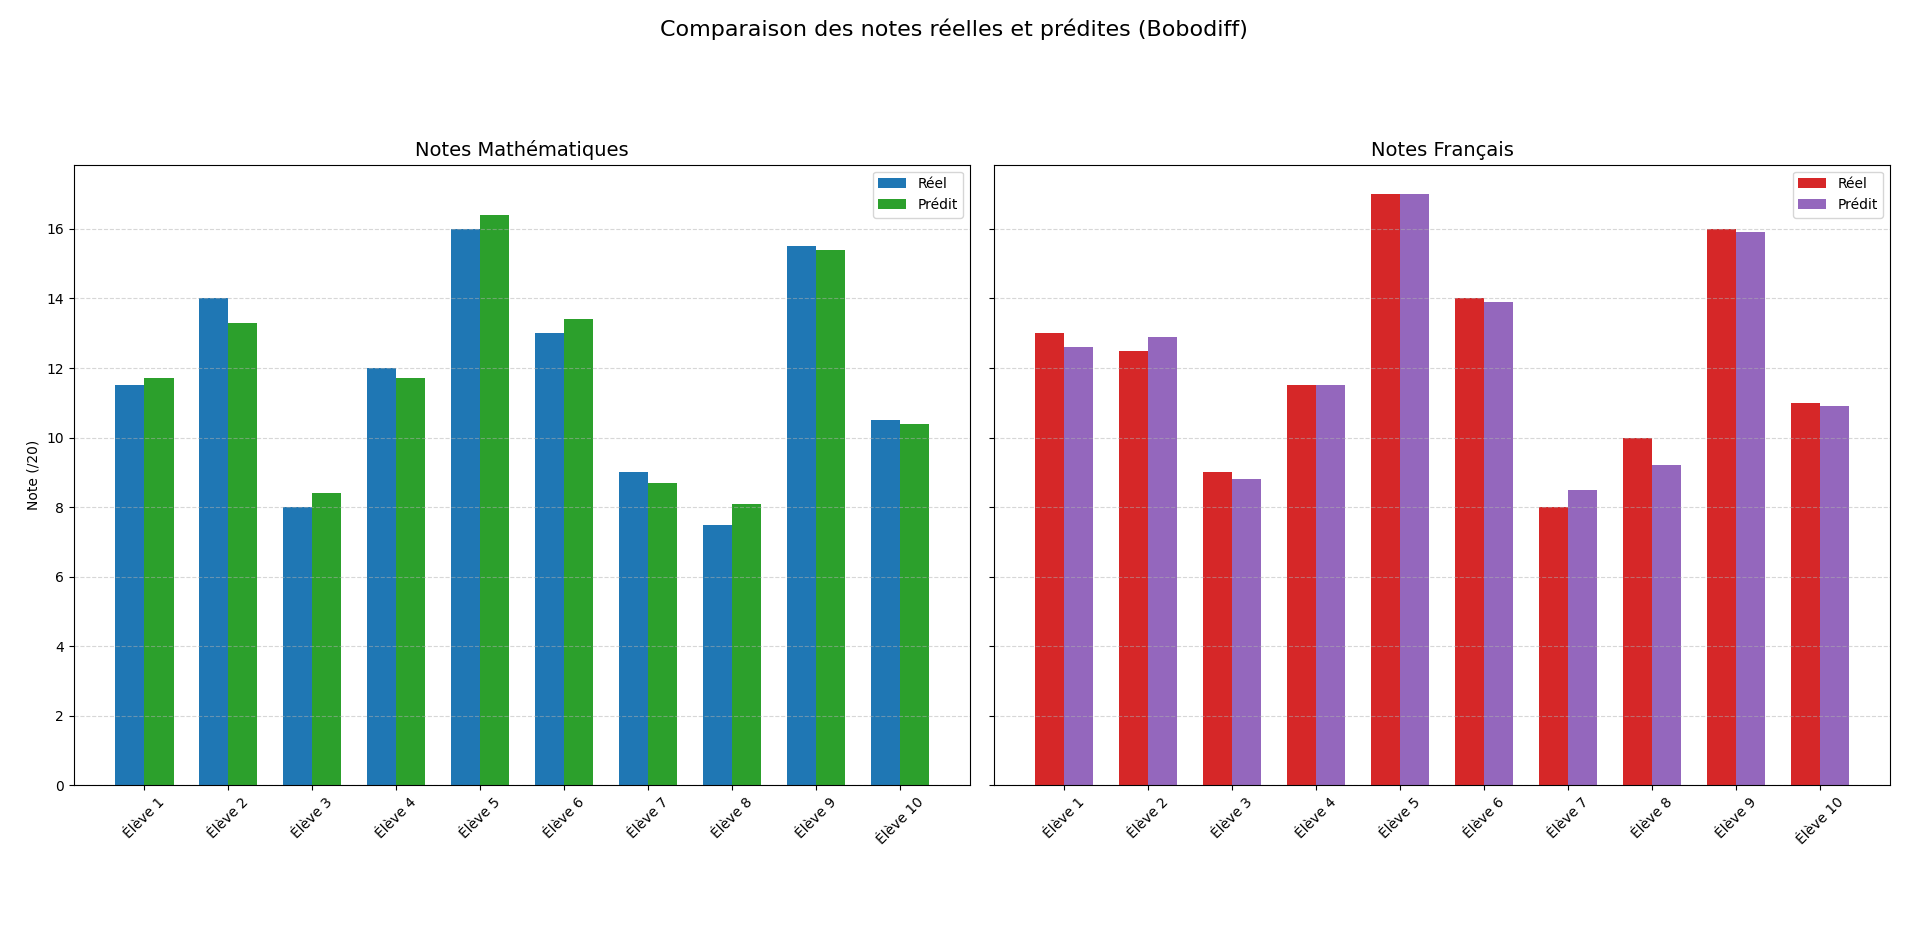 Comparaison des notes réelles et prédites (Bobodiff)
Notes Mathématiques
Réel
Prédit
Note (/20)
16
14
12
10
8
6
4
2
0
Élève 1
Élève 2
Élève 3
Élève 4
Élève 5
Élève 6
Élève 7
Élève 8
Élève 9
Élève 10
Notes Français
Réel
Prédit
Élève 1
Élève 2
Élève 3
Élève 4
Élève 5
Élève 6
Élève 7
Élève 8
Élève 9
Élève 10